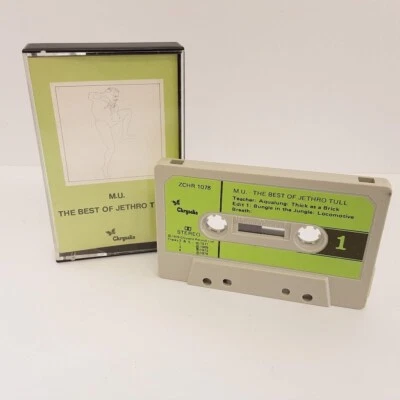 M.U.
THE BEST OF JETHRO T
Chrysalis
ZCHR 1078
M.U. THE BEST OF JETHRO TULL
Teacher. Aqualung. Thick as a Brick
Edit 1. Bungle in the Jungle. Locomotive
Breath.
Chrysalis
STEREO
1